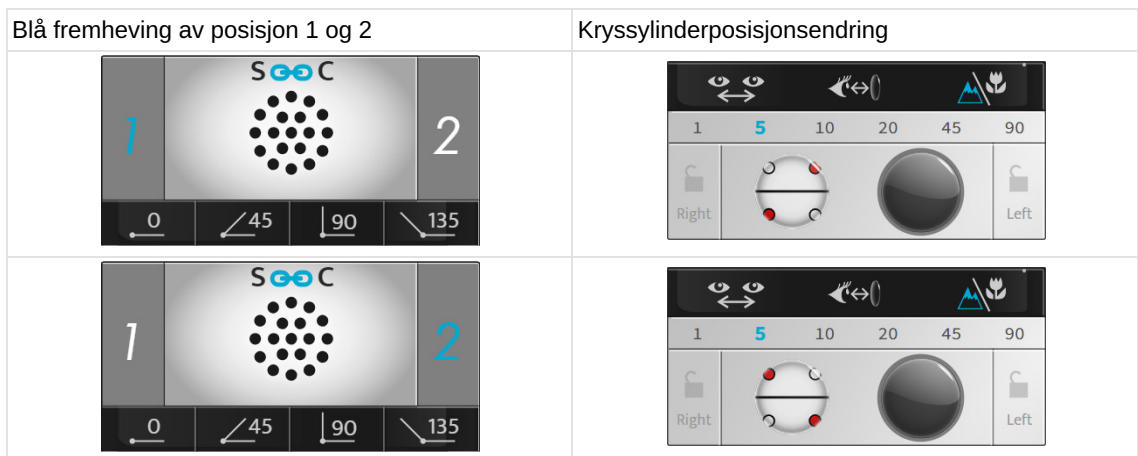 Blå fremheving av posisjon 1 og 2
Kryssylinderposisjonsendring
S C
1
2
0 45 90 135
1 5 10 20 45 90
Right
Left
S C
1
2
0 45 90 135
1 5 10 20 45 90
Right
Left